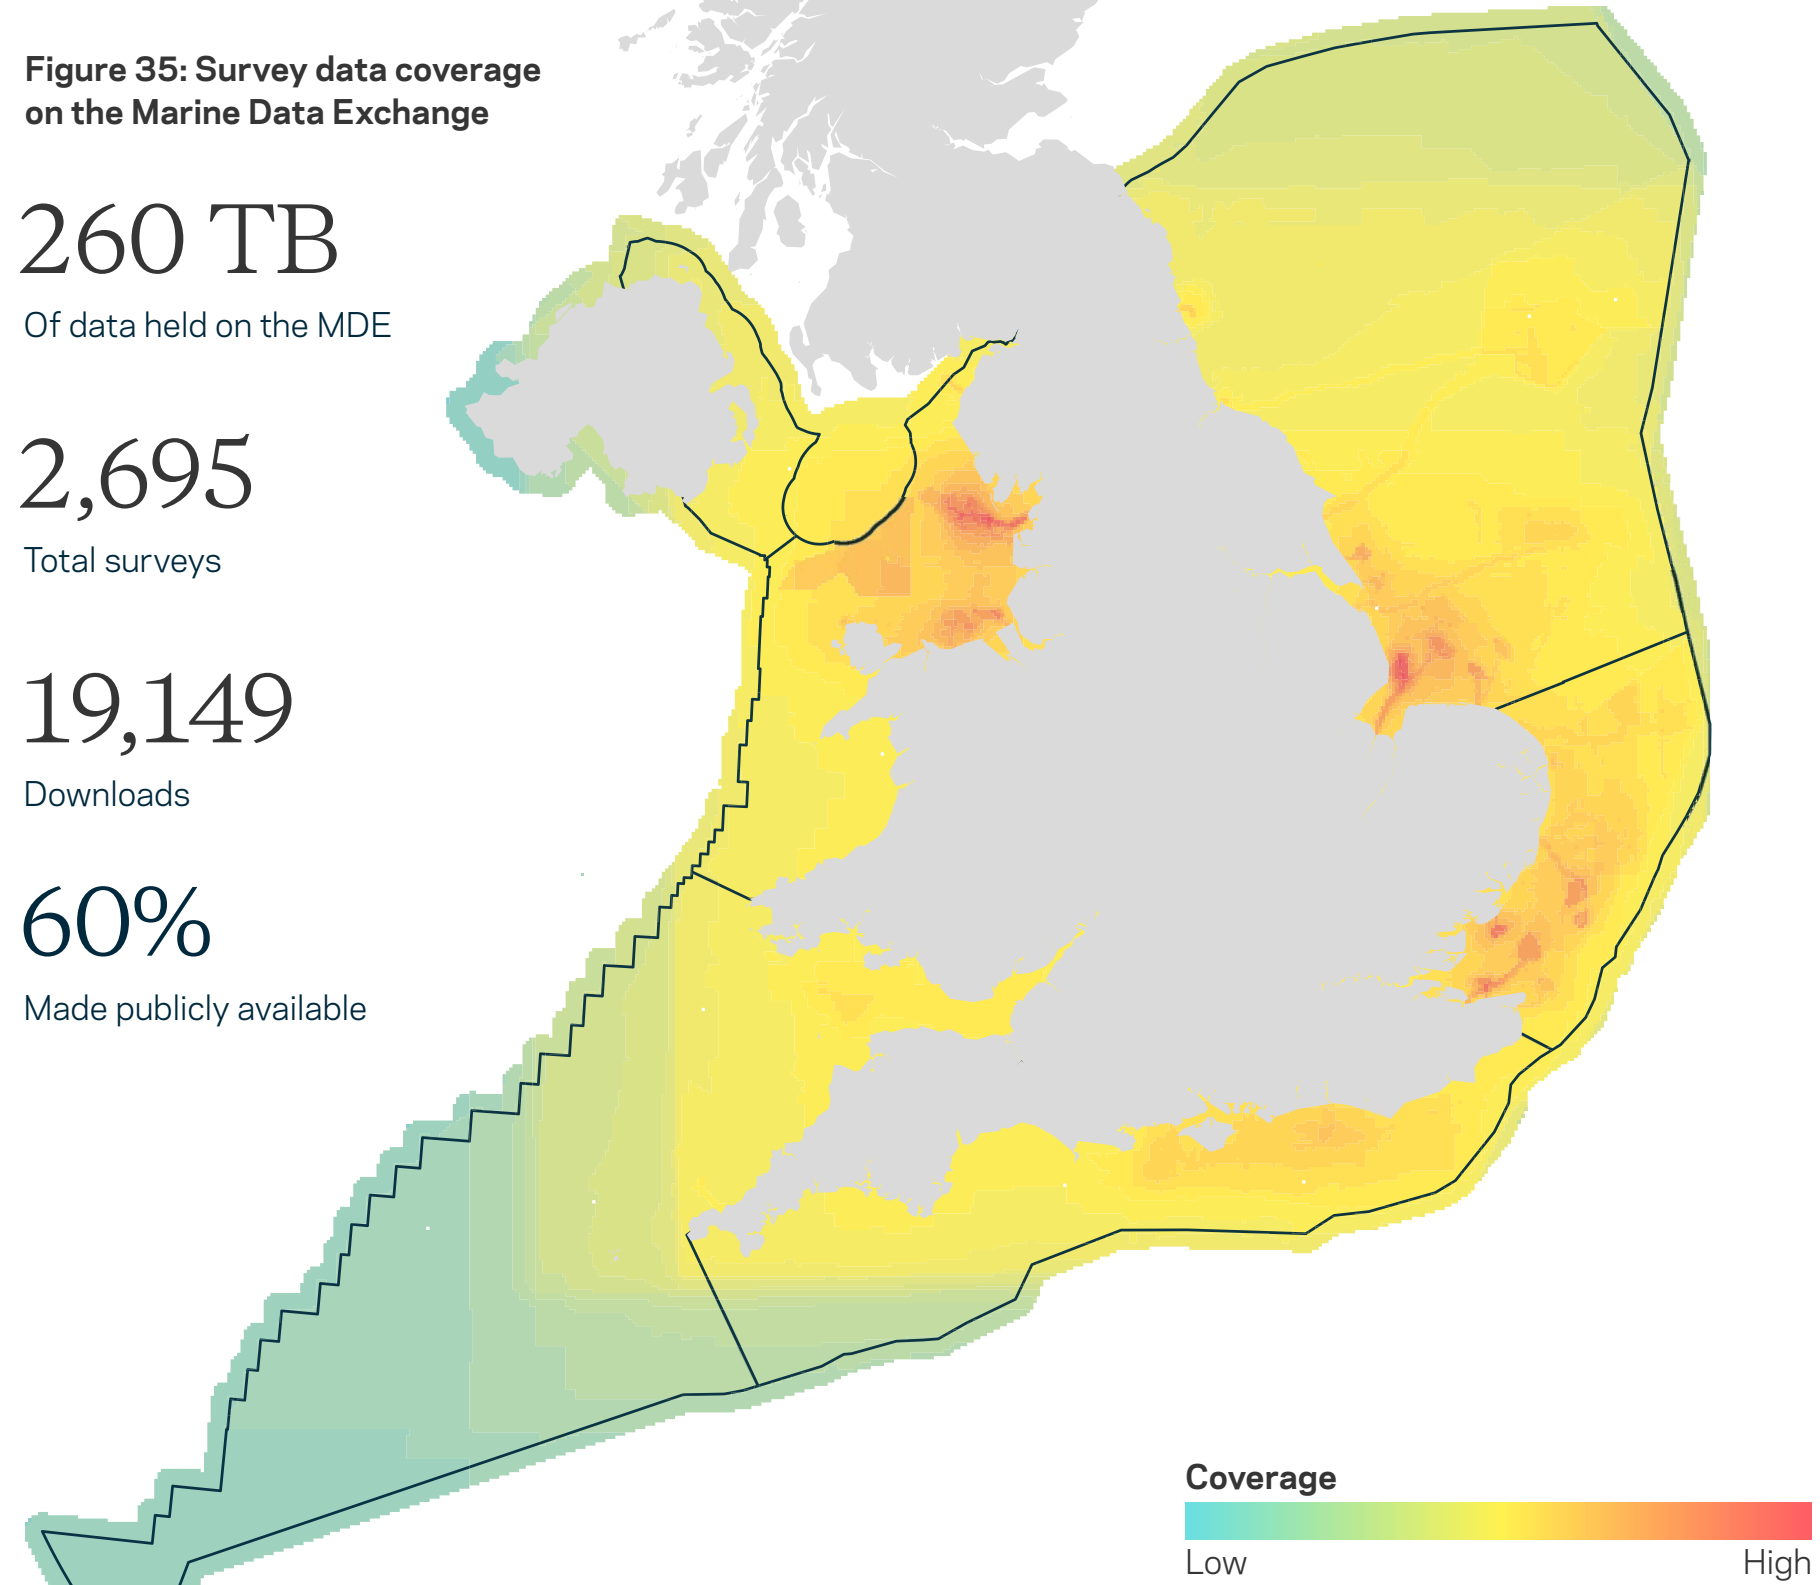 Figure 35: Survey data coverage
on the Marine Data Exchange
260 TB
Of data held on the MDE
2,695
Total surveys
19,149
Downloads
60%
Made publicly available
Coverage
Low
High